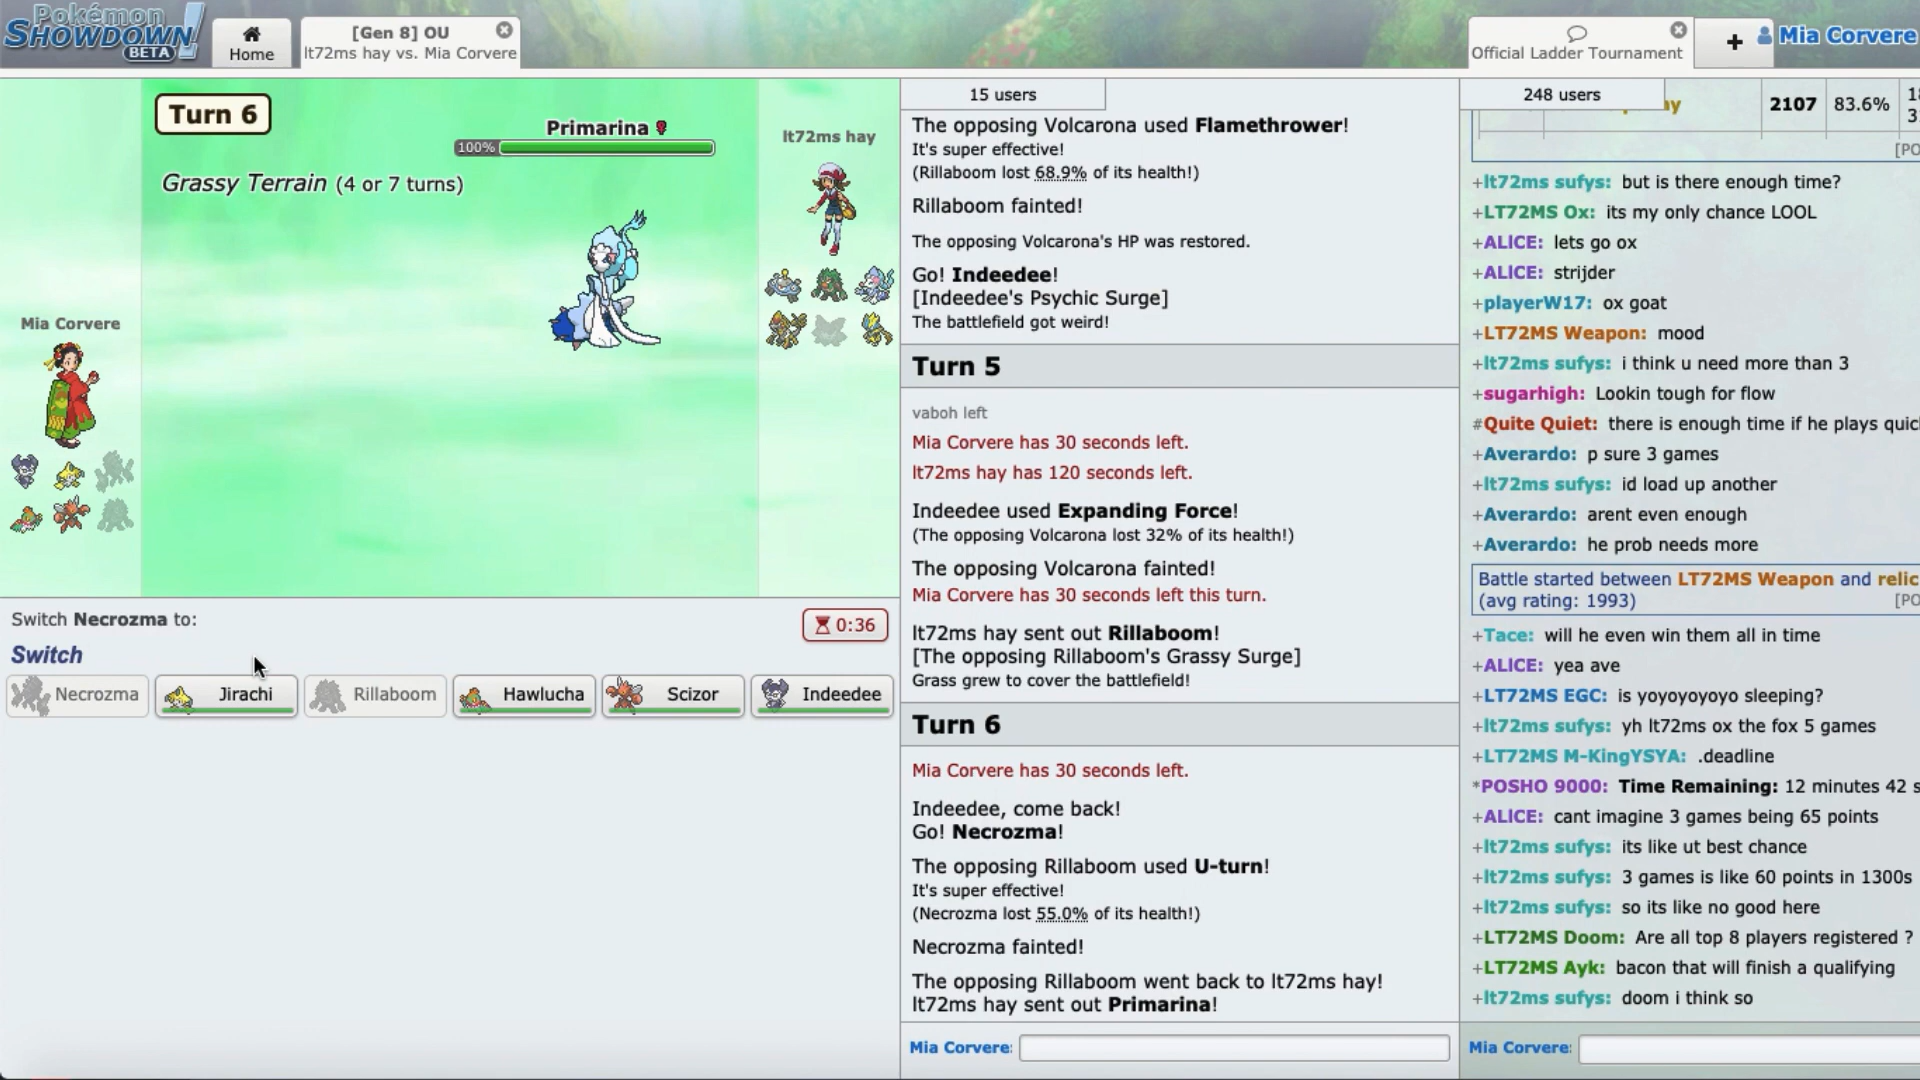 Pokémon
SHOWDOWN!
BETA
Home
[Gen 8] OU
lt72ms hay vs. Mia Corvere
Official Ladder Tournament
+
Mia Corvere
Turn 6
Primarina
100%
Grassy Terrain (4 or 7 turns)
lt72ms hay
Mia Corvere
Switch Necrozma to:
0:36
Switch
Necrozma
Jirachi
Rillaboom
Hawlucha
Scizor
Indeedee
15 users
The opposing Volcarona used Flamethrower!
It's super effective!
(Rillaboom lost 68.9% of its health!)
Rillaboom fainted!
The opposing Volcarona's HP was restored.
Go! Indeedee!
[Indeedee's Psychic Surge]
The battlefield got weird!
Turn 5
vaboh left
Mia Corvere has 30 seconds left.
lt72ms hay has 120 seconds left.
Indeedee used Expanding Force!
(The opposing Volcarona lost 32% of its health!)
The opposing Volcarona fainted!
Mia Corvere has 30 seconds left this turn.
lt72ms hay sent out Rillaboom!
[The opposing Rillaboom's Grassy Surge]
Grass grew to cover the battlefield!
Turn 6
Mia Corvere has 30 seconds left.
Indeedee, come back!
Go! Necrozma!
The opposing Rillaboom used U-turn!
It's super effective!
(Necrozma lost 55.0% of its health!)
Necrozma fainted!
The opposing Rillaboom went back to lt72ms hay!
lt72ms hay sent out Primarina!
Mia Corvere:
248 users
2107 83.6%
[PO
+lt72ms sufys: but is there enough time?
+LT72MS Ox: its my only chance LOOL
+ALICE: lets go ox
+ALICE: strijder
+playerW17: ox goat
+LT72MS Weapon: mood
+lt72ms sufys: i think u need more than 3
+sugarhigh: Lookin tough for flow
#Quite Quiet: there is enough time if he plays quic
+Averardo: p sure 3 games
+lt72ms sufys: id load up another
+Averardo: arent even enough
+Averardo: he prob needs more
Battle started between LT72MS Weapon and relic
(avg rating: 1993)
[PO
+Tace: will he even win them all in time
+ALICE: yea ave
+LT72MS EGC: is yoyoyoyoyo sleeping?
+lt72ms sufys: yh lt72ms ox the fox 5 games
+LT72MS M-KingYSYA: .deadline
*POSHO 9000: Time Remaining: 12 minutes 42 s
+ALICE: cant imagine 3 games being 65 points
+lt72ms sufys: its like ut best chance
+lt72ms sufys: 3 games is like 60 points in 1300s
+lt72ms sufys: so its like no good here
+LT72MS Doom: Are all top 8 players registered ?
+LT72MS Ayk: bacon that will finish a qualifying
+lt72ms sufys: doom i think so
Mia Corvere: